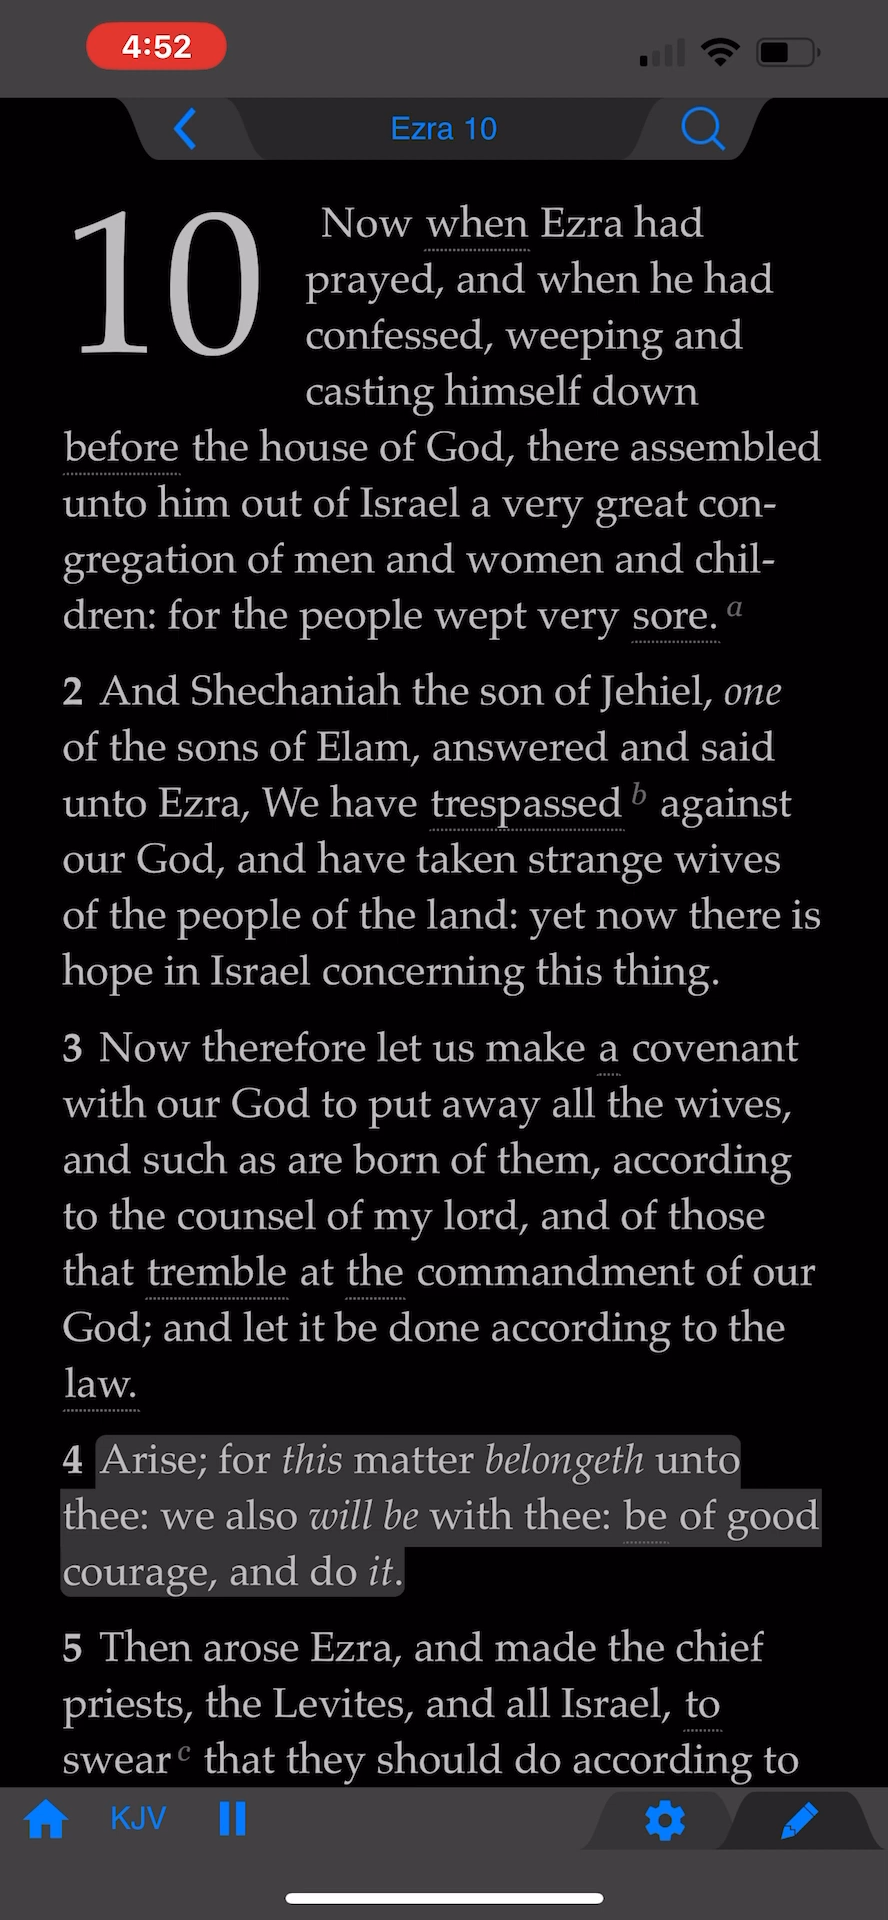 4:52
Ezra 10
10 Now when Ezra had
prayed, and when he had
confessed, weeping and
casting himself down
before the house of God, there assembled
unto him out of Israel a very great con-
gregation of men and women and chil-
dren: for the people wept very sore. a
2 And Shechaniah the son of Jehiel, one
of the sons of Elam, answered and said
unto Ezra, We have trespassed b against
our God, and have taken strange wives
of the people of the land: yet now there is
hope in Israel concerning this thing.
3 Now therefore let us make a covenant
with our God to put away all the wives,
and such as are born of them, according
to the counsel of my lord, and of those
that tremble at the commandment of our
God; and let it be done according to the
law.
4 Arise; for this matter belongeth unto
thee: we also will be with thee: be of good
courage, and do it.
5 Then arose Ezra, and made the chief
priests, the Levites, and all Israel, to
swear c that they should do according to
KJV